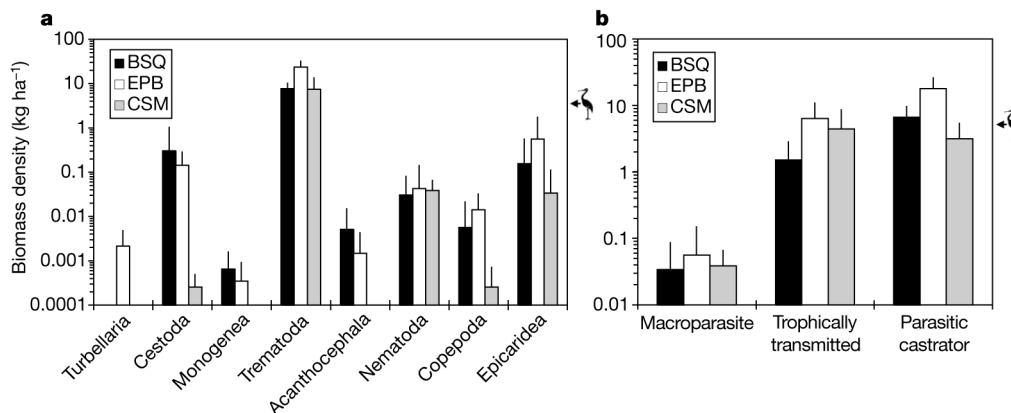 a
Biomass density (kg ha⁻¹)
100
10
1
0.1
0.01
0.001
0.0001
BSQ
EPB
CSM
Turbellaria
Cestoda
Monogenea
Trematoda
Acanthocephala
Nematoda
Copepoda
Epicaridea
b
100
10
1
0.1
0.01
BSQ
EPB
CSM
Macroparasite
Trophically
transmitted
Parasitic
castrator